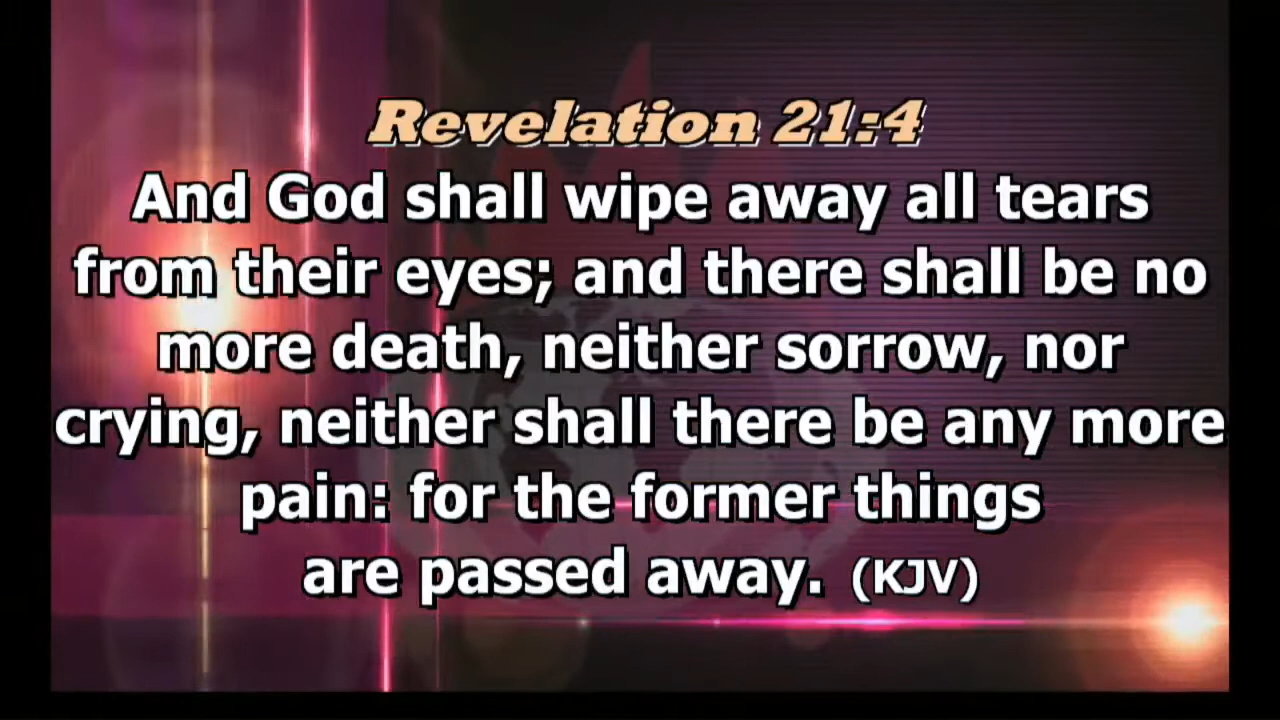 Revelation 21:4
And God shall wipe away all tears
from their eyes; and there shall be no
more death, neither sorrow, nor
crying, neither shall there be any more
pain: for the former things
are passed away. (KJV)